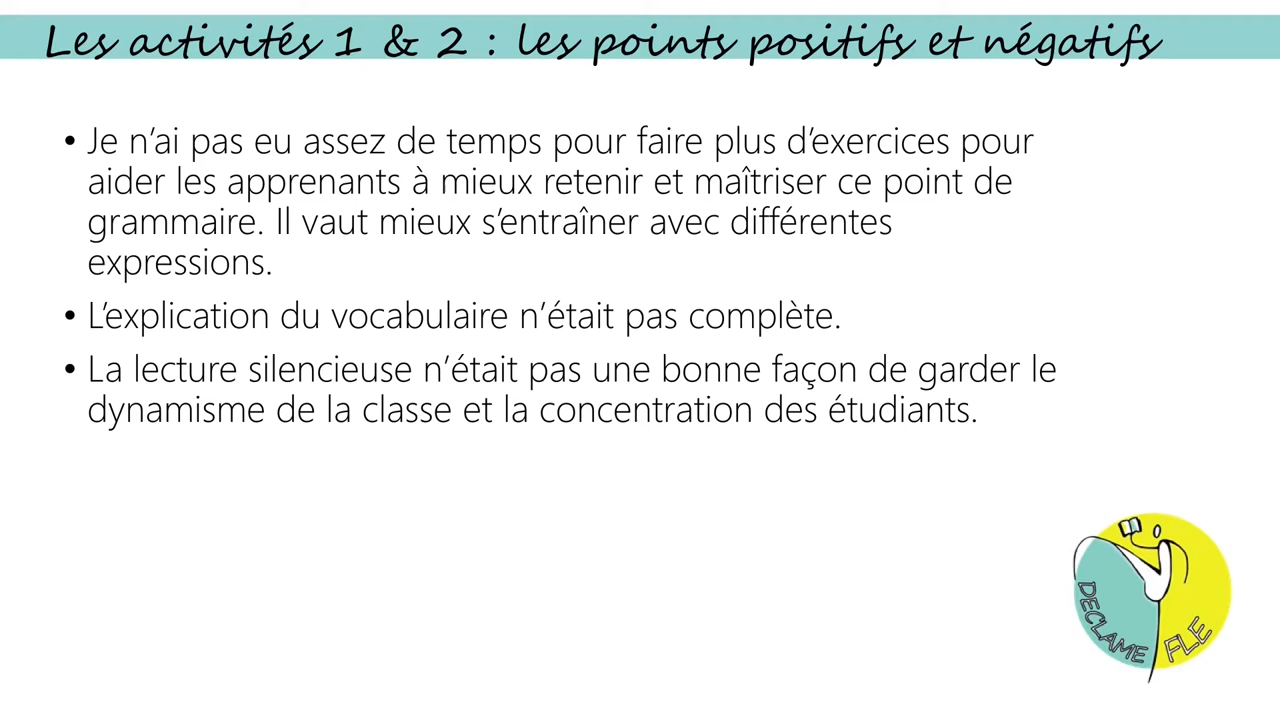 Les activités 1 & 2 : les points positifs et négatifs
• Je n’ai pas eu assez de temps pour faire plus d’exercices pour
aider les apprenants à mieux retenir et maîtriser ce point de
grammaire. Il vaut mieux s’entraîner avec différentes
expressions.
• L’explication du vocabulaire n’était pas complète.
• La lecture silencieuse n’était pas une bonne façon de garder le
dynamisme de la classe et la concentration des étudiants.
DECLAME FLE